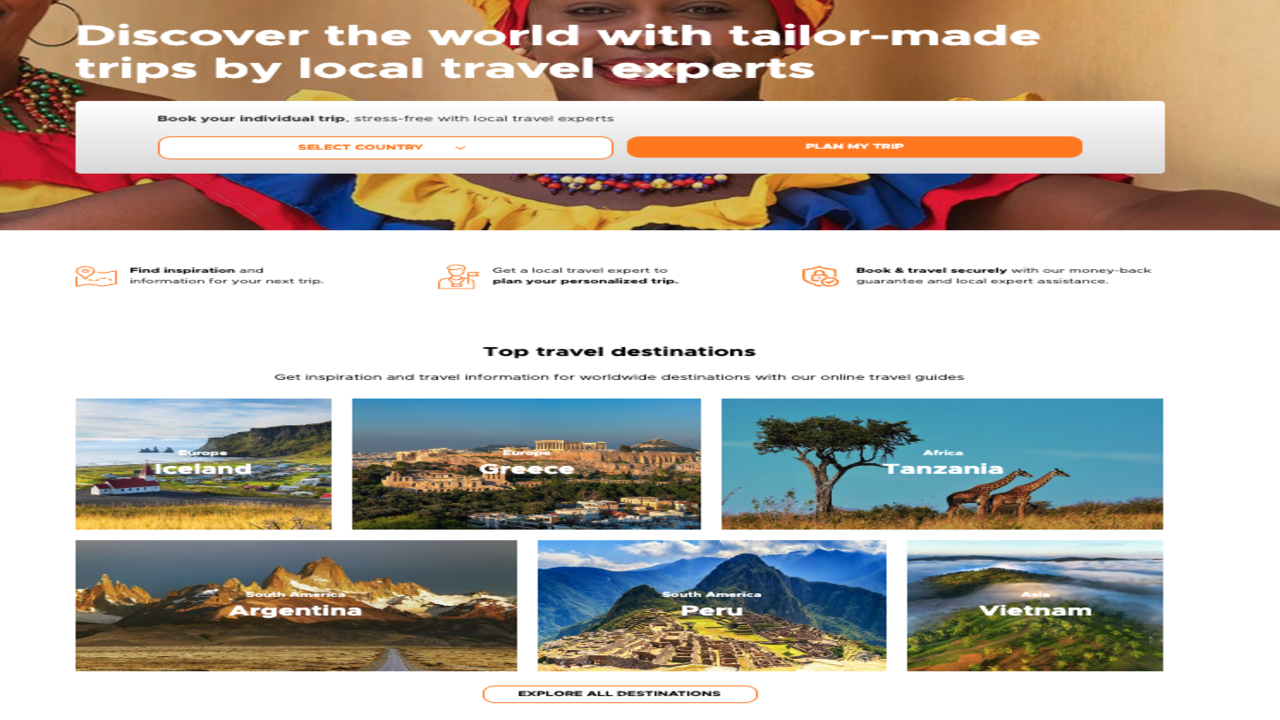 Discover the world with tailor-made
trips by local travel experts
Book your individual trip, stress-free with local travel experts
SELECT COUNTRY
PLAN MY TRIP
Find inspiration and
information for your next trip.
Get a local travel expert to
plan your personalized trip.
Book & travel securely with our money-back
guarantee and local expert assistance.
Top travel destinations
Get inspiration and travel information for worldwide destinations with our online travel guides
Europe
Iceland
Europe
Greece
Africa
Tanzania
South America
Argentina
South America
Peru
Asia
Vietnam
EXPLORE ALL DESTINATIONS